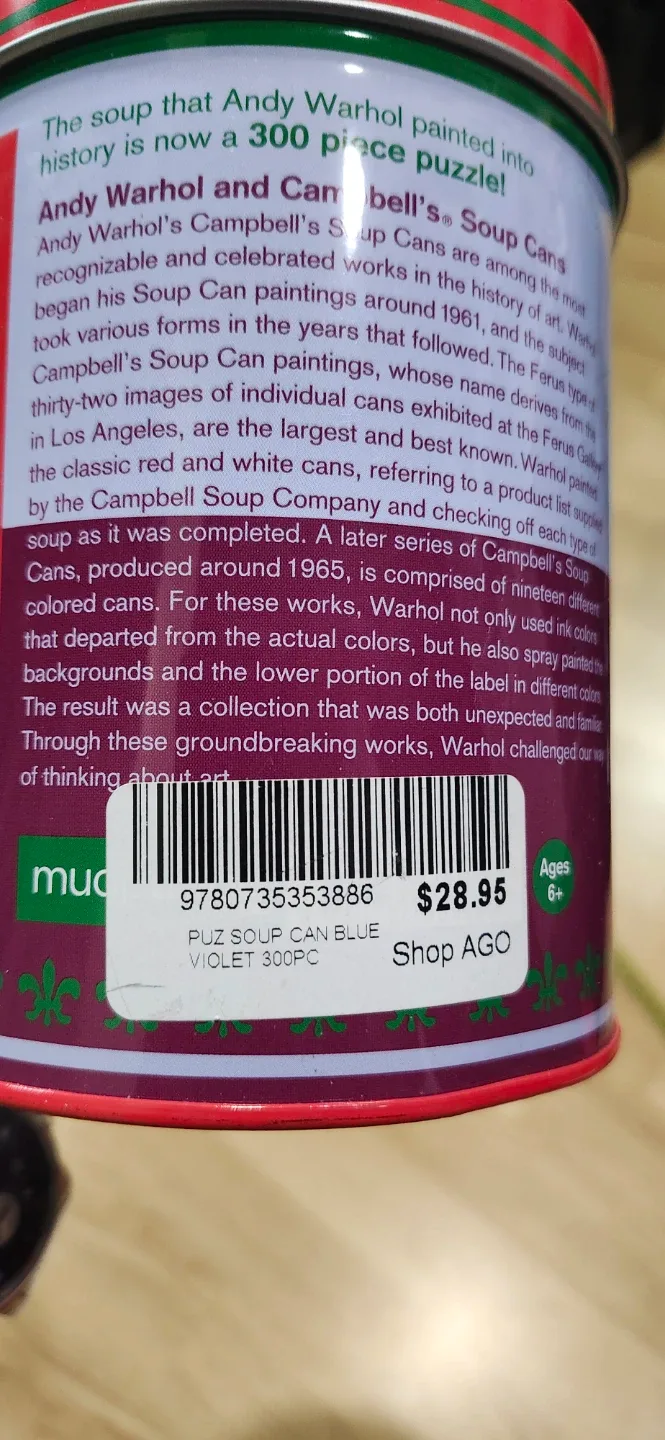 The soup that Andy Warhol painted into
history is now a 300 piece puzzle!
Andy Warhol and Campbell's® Soup Cans
Andy Warhol's Campbell's Soup Cans are among the most
recognizable and celebrated works in the history of art. Warhol
began his Soup Can paintings around 1961, and the subject
took various forms in the years that followed. The Ferus type of
Campbell's Soup Can paintings, whose name derives from the
thirty-two images of individual cans exhibited at the Ferus Gallery
in Los Angeles, are the largest and best known. Warhol painted
the classic red and white cans, referring to a product list supplied
by the Campbell Soup Company and checking off each type of
soup as it was completed. A later series of Campbell's Soup
Cans, produced around 1965, is comprised of nineteen different
colored cans. For these works, Warhol not only used ink colors
that departed from the actual colors, but he also spray painted the
backgrounds and the lower portion of the label in different colors.
The result was a collection that was both unexpected and familiar.
Through these groundbreaking works, Warhol challenged our way
of thinking about art
mud
Ages
6+
9780735353886 $28.95
PUZ SOUP CAN BLUE
VIOLET 300PC
Shop AGO